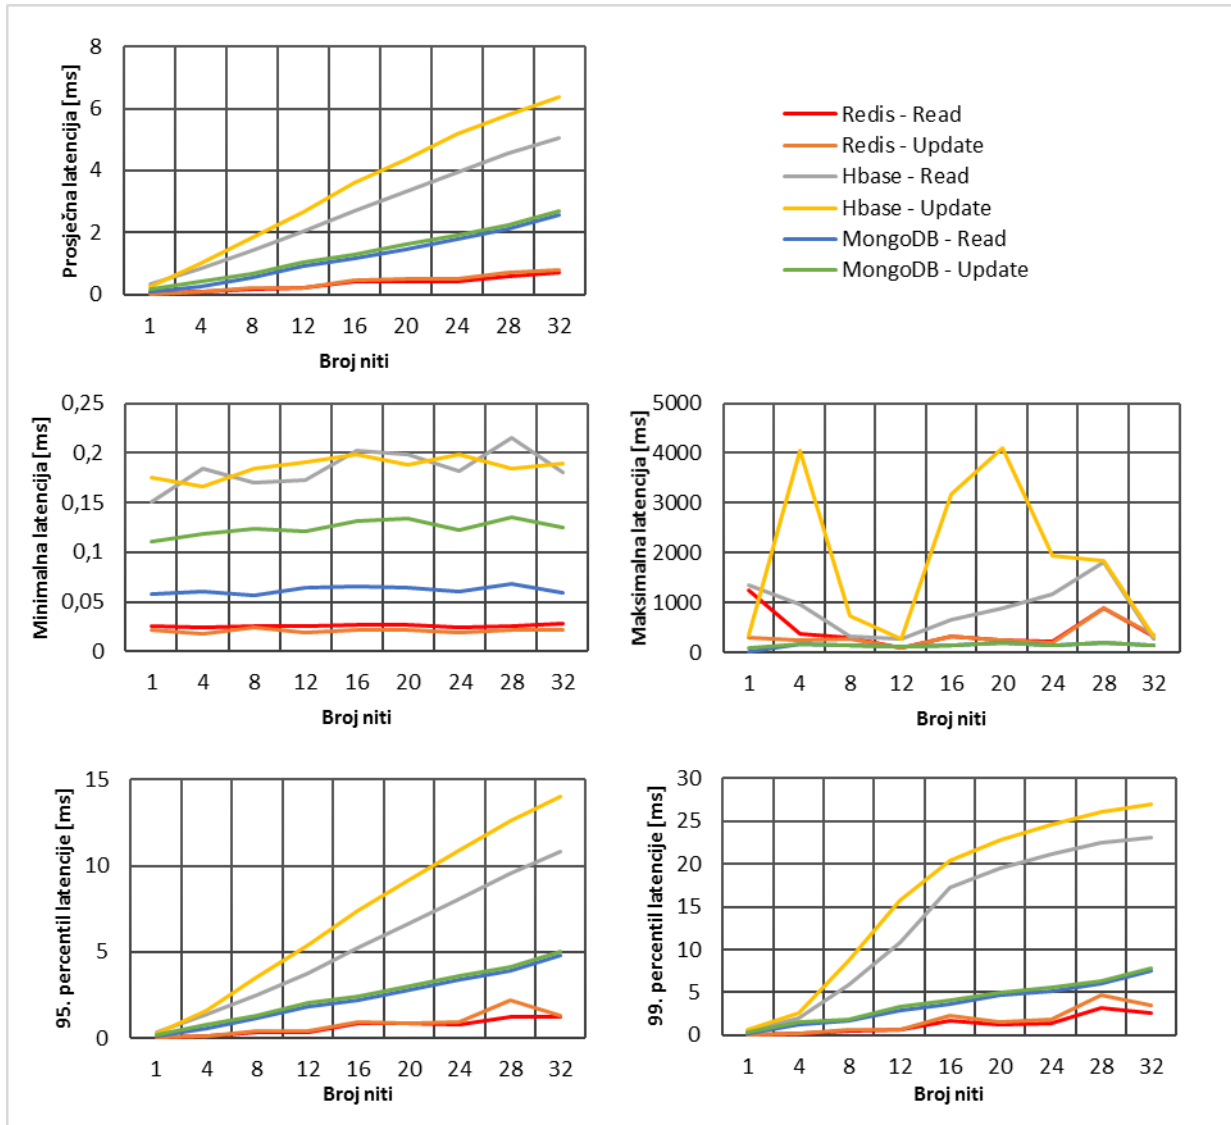 Prosječna latencija [ms]
8
6
4
2
0
1 4 8 12 16 20 24 28 32
Broj niti
Redis - Read
Redis - Update
Hbase - Read
Hbase - Update
MongoDB - Read
MongoDB - Update
Minimalna latencija [ms]
0,25
0,2
0,15
0,1
0,05
0
1 4 8 12 16 20 24 28 32
Broj niti
Maksimalna latencija [ms]
5000
4000
3000
2000
1000
0
1 4 8 12 16 20 24 28 32
Broj niti
95. percentil latencije [ms]
15
10
5
0
1 4 8 12 16 20 24 28 32
Broj niti
99. percentil latencije [ms]
30
25
20
15
10
5
0
1 4 8 12 16 20 24 28 32
Broj niti